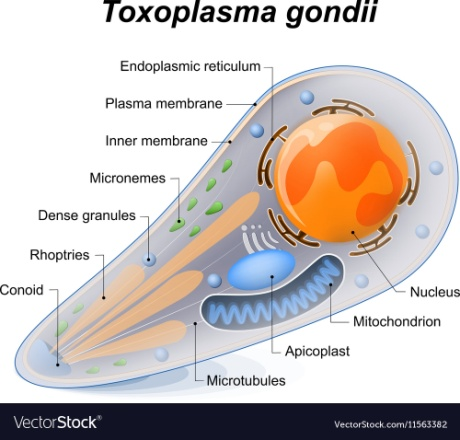 Toxoplasma gondii
Endoplasmic reticulum
Plasma membrane
Inner membrane
Micronemes
Dense granules
Rhoptries
Conoid
Nucleus
Mitochondrion
Apicoplast
Microtubules
VectorStock®
VectorStock.com/11563382